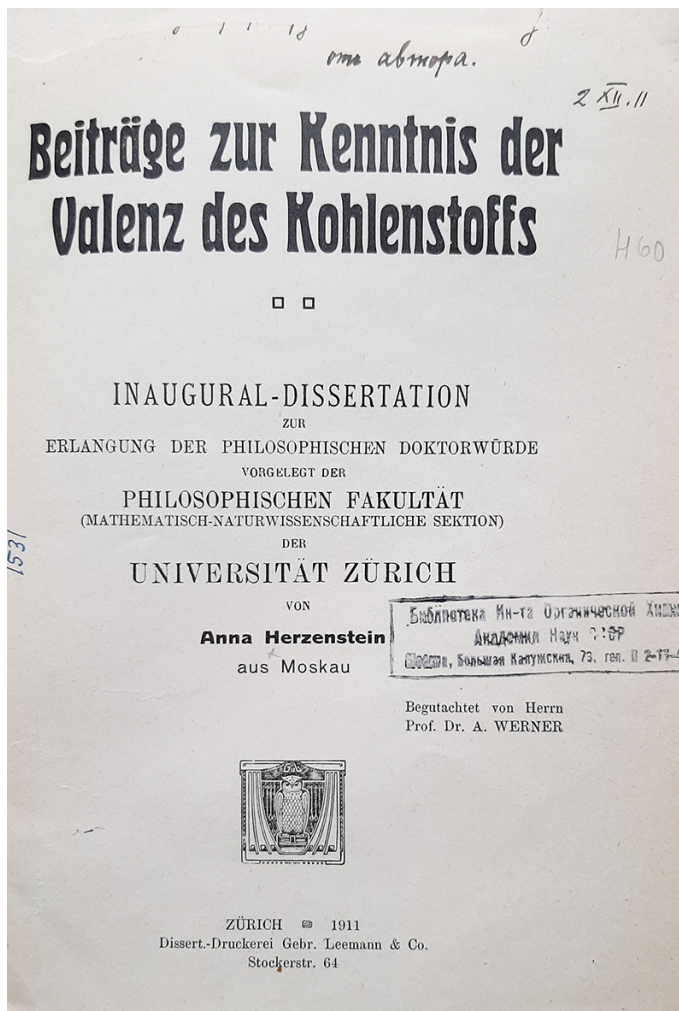 отъ автора.
2 XII. 11
Beiträge zur Kenntnis der
Valenz des Kohlenstoffs
H60
INAUGURAL-DISSERTATION
ZUR
ERLANGUNG DER PHILOSOPHISCHEN DOKTORWÜRDE
VORGELEGT DER
PHILOSOPHISCHEN FAKULTÄT
(MATHEMATISCH-NATURWISSENSCHAFTLICHE SEKTION)
DER
1531
UNIVERSITÄT ZÜRICH
VON
Anna Herzenstein
aus Moskau
Библиотека Ин-та Органической
Академии Наук
Москва, Большая Калужская, 73, тел.
Begutachtet von Herrn
Prof. Dr. A. WERNER
ZÜRICH 1911
Dissert.-Druckerei Gebr. Leemann & Co.
Stockerstr. 64